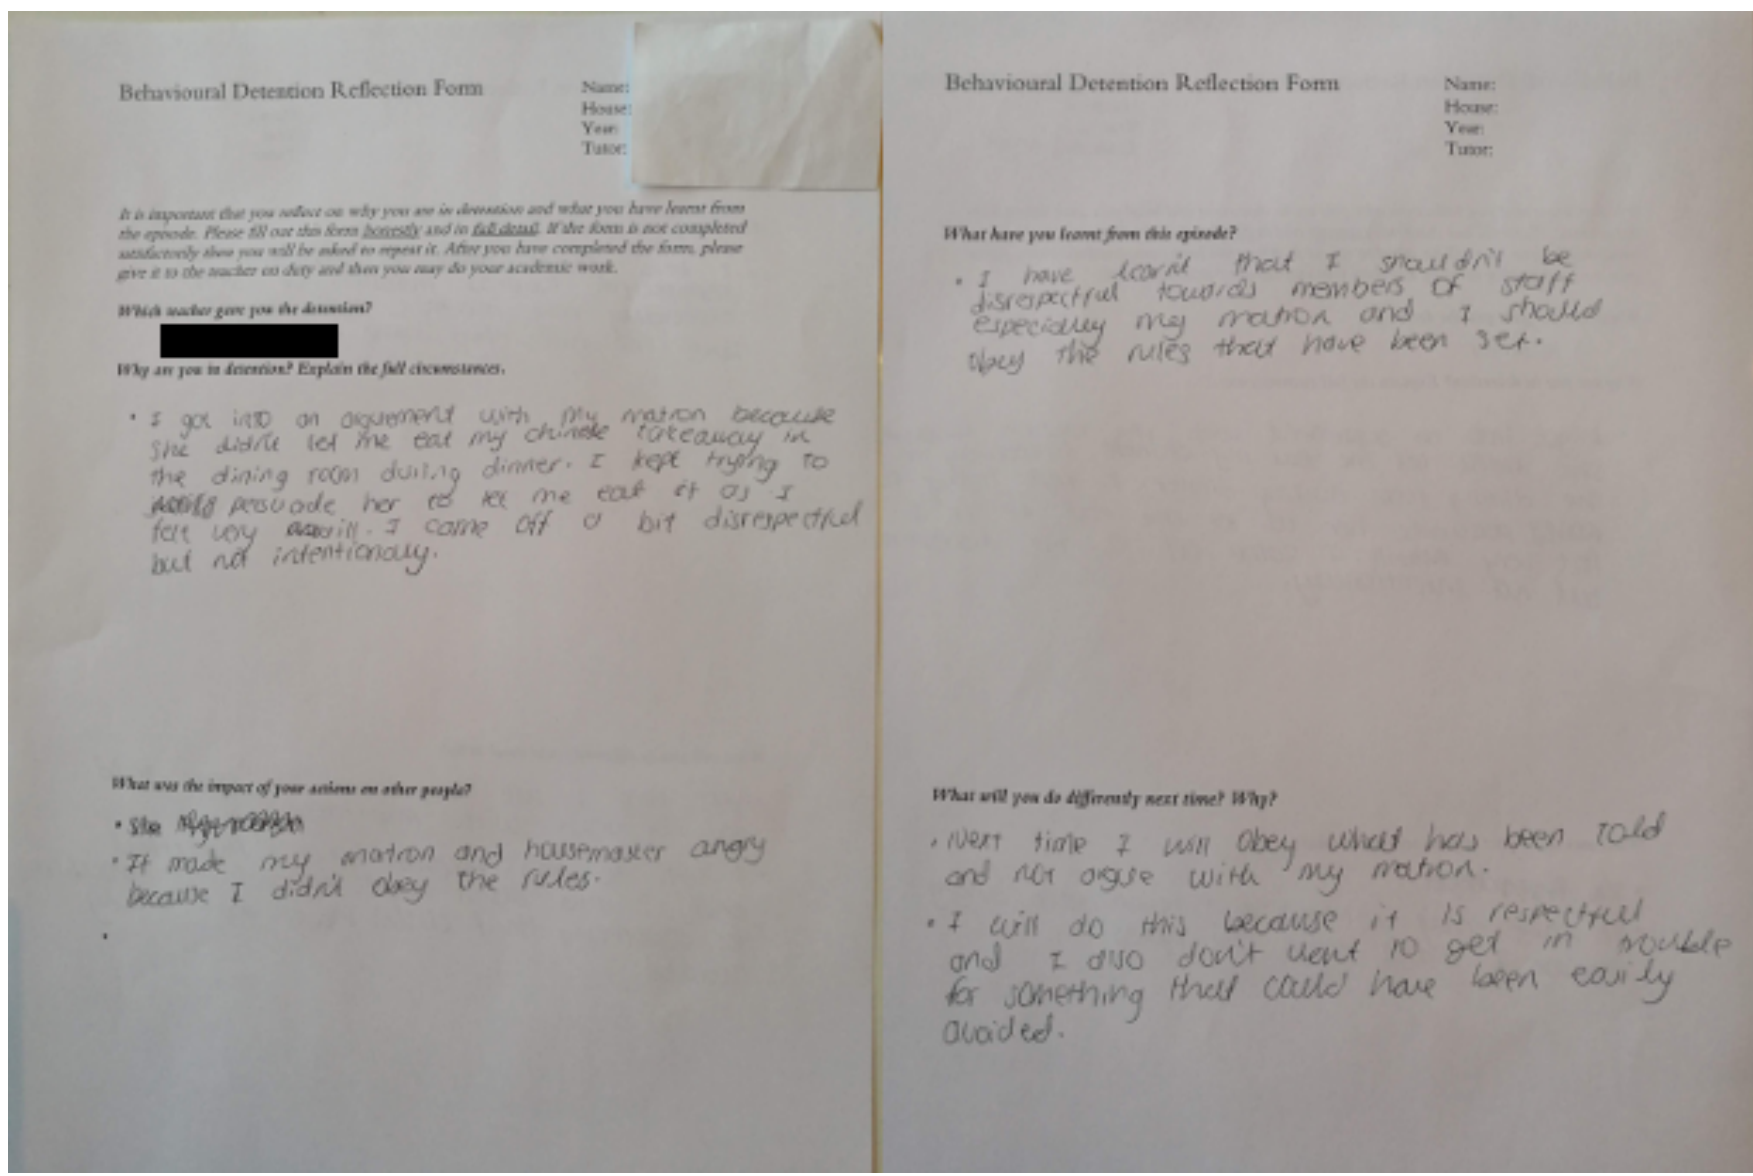 Behavioural Detention Reflection Form
Name:
House:
Year:
Tutor:
It is important that you reflect on why you are in detention and what you have learnt from
the episode. Please fill out this form honestly and in full detail. If the form is not completed
satisfactorily then you will be asked to repeat it. After you have completed the form, please
give it to the teacher on duty and then you may do your academic work.
Which teacher gave you the detention?
Why are you in detention? Explain the full circumstances.
• I got into an arguement with my matron because
she didn't let me eat my chinese takeaway in
the dining room during dinner. I kept trying to
persuade her to let me eat it as I
felt very ill. I came off a bit disrespectful
but not intentionally.
What was the impact of your actions on other people?
• She
• It made my matron and housemaster angry
because I didn't obey the rules.
•
Behavioural Detention Reflection Form
Name:
House:
Year:
Tutor:
What have you learnt from this episode?
• I have learnt that I shouldn't be
disrespectful towards members of staff
especially my matron and I should
obey the rules that have been set.
What will you do differently next time? Why?
• Next time I will obey what has been told
and not argue with my matron.
• I will do this because it is respectful
and I also don't want to get in trouble
for something that could have been easily
avoided.